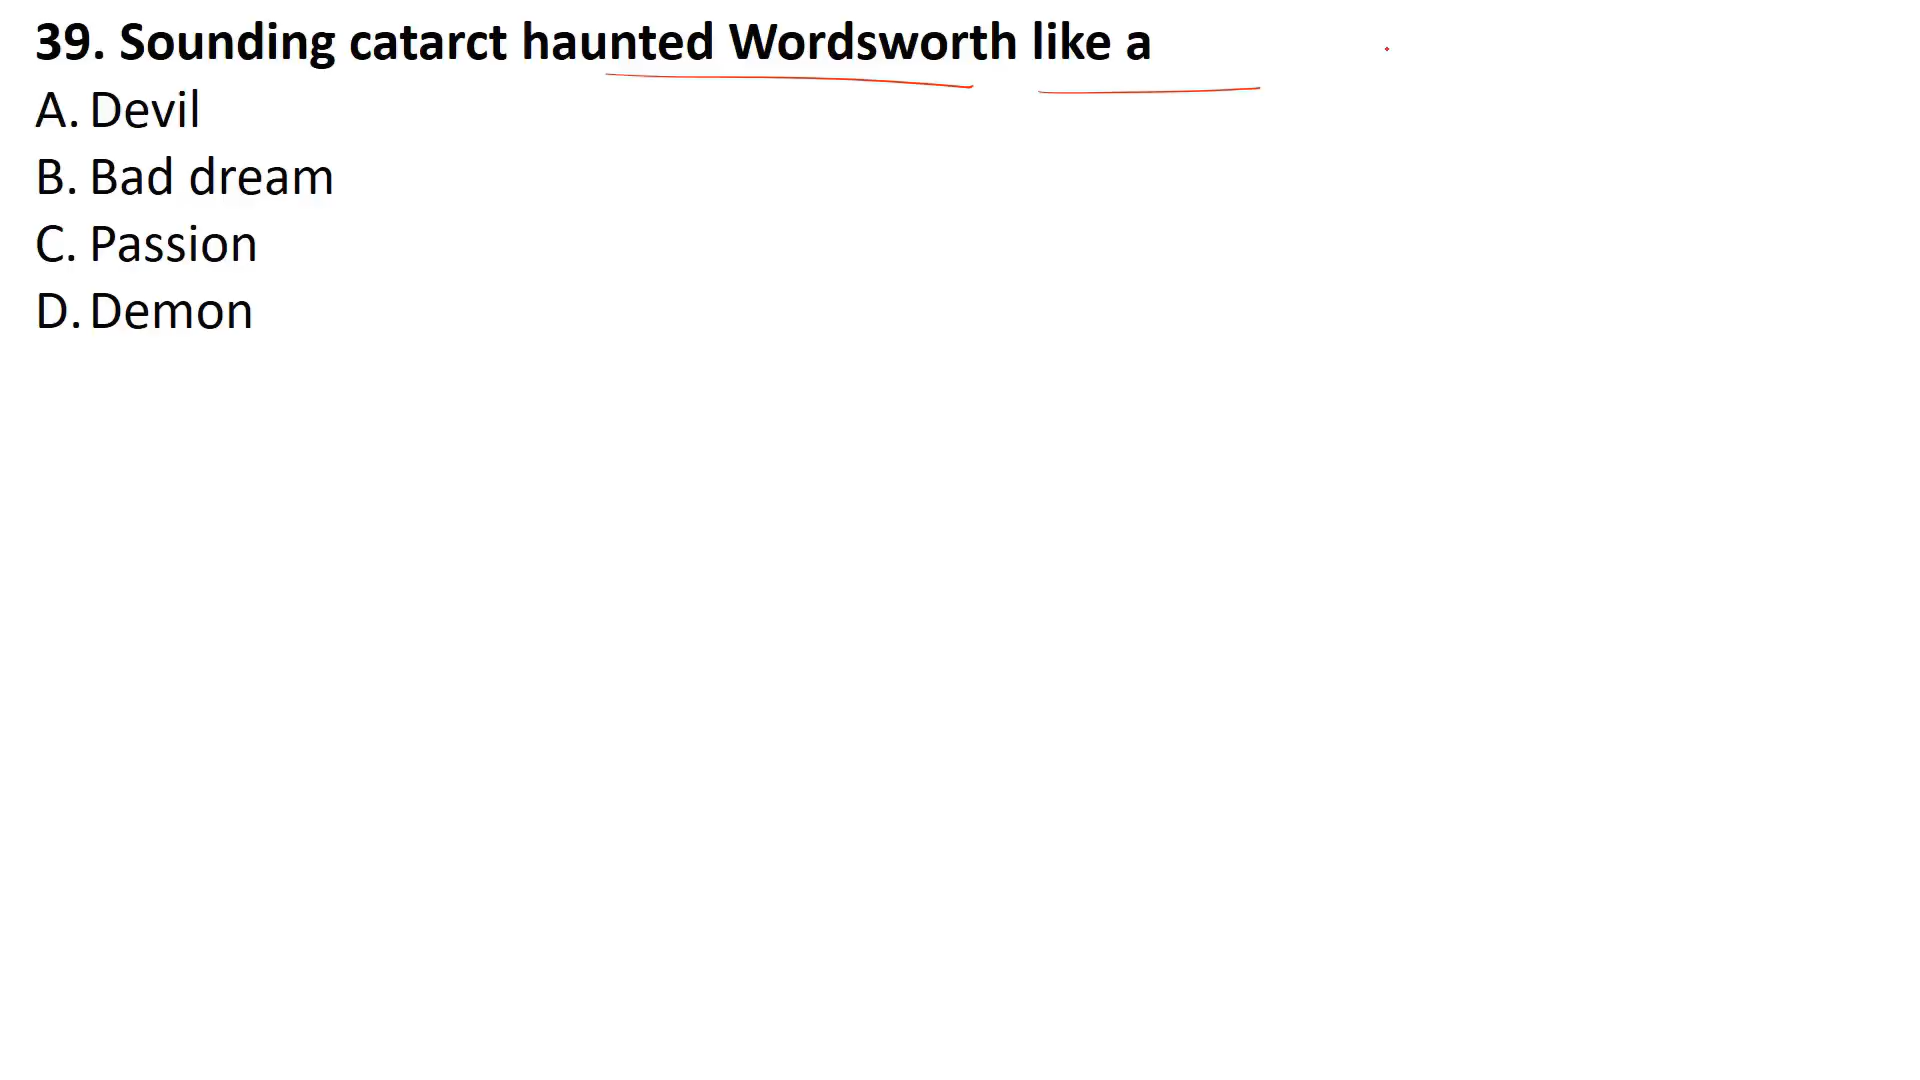 39. Sounding catarct haunted Wordsworth like a
A. Devil
B. Bad dream
C. Passion
D. Demon